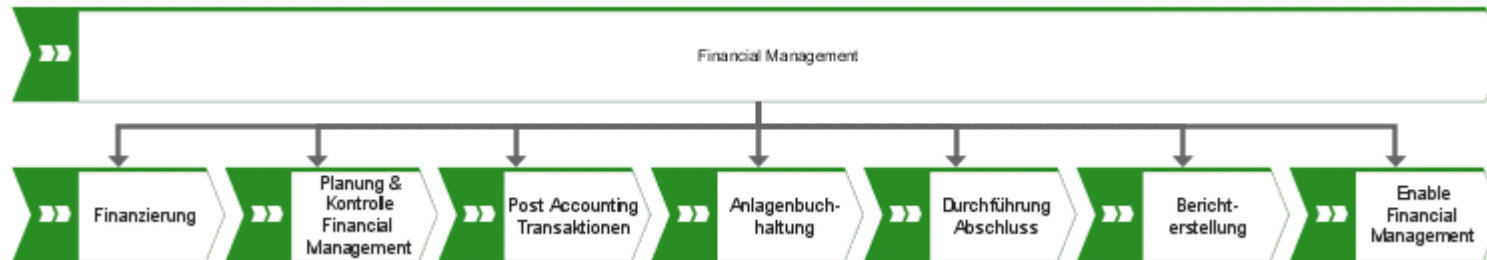 Financial Management
Finanzierung
Planung &
Kontrolle
Financial
Management
Post Accounting
Transaktionen
Anlagenbuch-
haltung
Durchführung
Abschluss
Bericht-
erstellung
Enable
Financial
Management